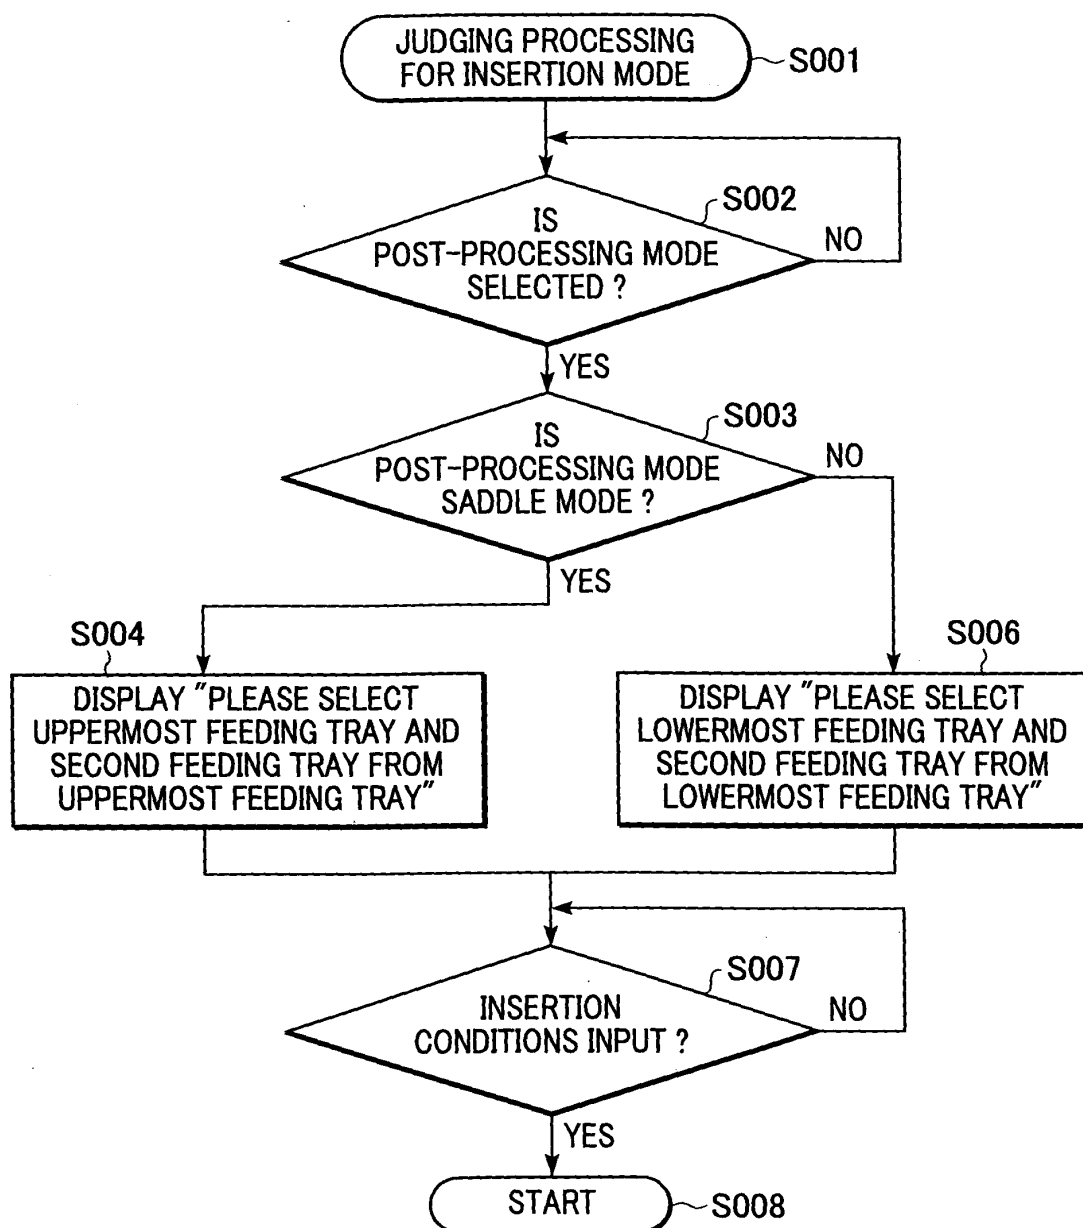 JUDGING PROCESSING
FOR INSERTION MODE
S001
S002
IS
POST-PROCESSING MODE
SELECTED ?
NO
YES
S003
IS
POST-PROCESSING MODE
SADDLE MODE ?
NO
YES
S004
DISPLAY "PLEASE SELECT
UPPERMOST FEEDING TRAY AND
SECOND FEEDING TRAY FROM
UPPERMOST FEEDING TRAY"
S006
DISPLAY "PLEASE SELECT
LOWERMOST FEEDING TRAY AND
SECOND FEEDING TRAY FROM
LOWERMOST FEEDING TRAY"
S007
INSERTION
CONDITIONS INPUT ?
NO
YES
START
S008